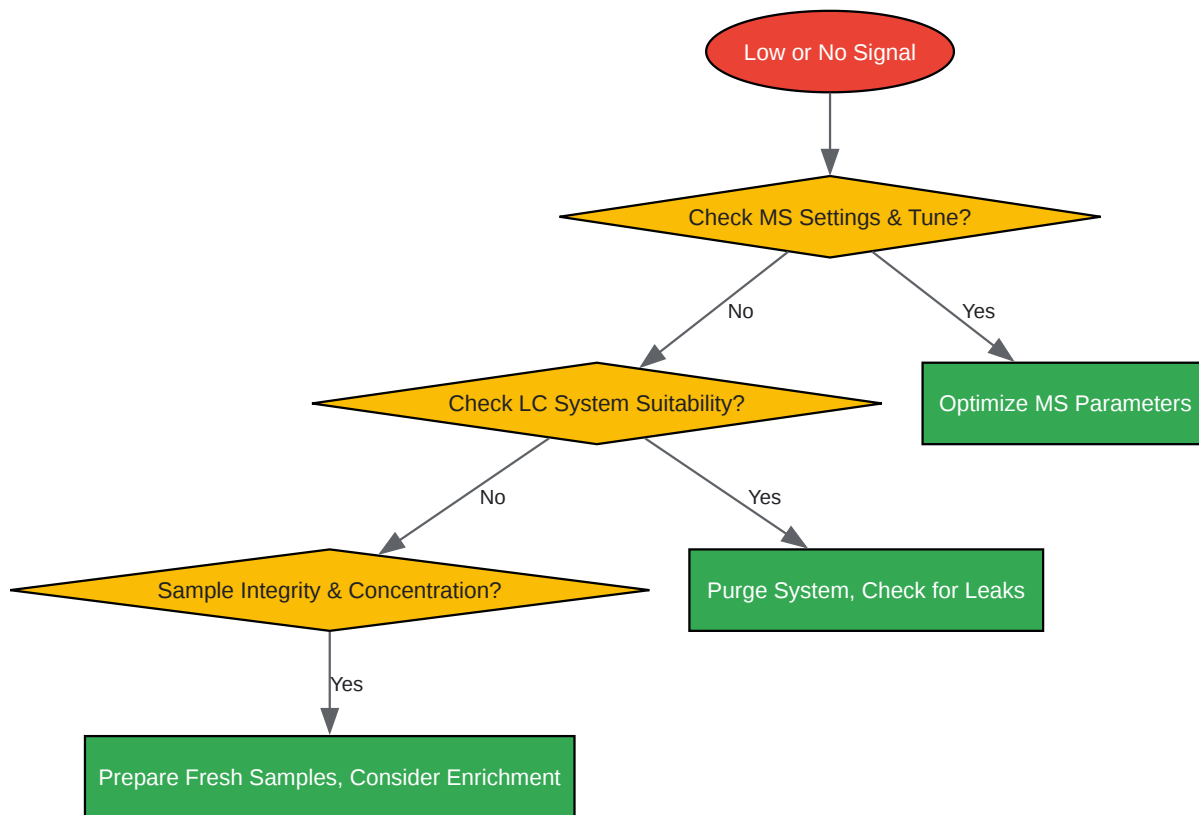 Low or No Signal
Check MS Settings & Tune?
No
Yes
Check LC System Suitability?
Optimize MS Parameters
No
Yes
Sample Integrity & Concentration?
Purge System, Check for Leaks
Yes
Prepare Fresh Samples, Consider Enrichment